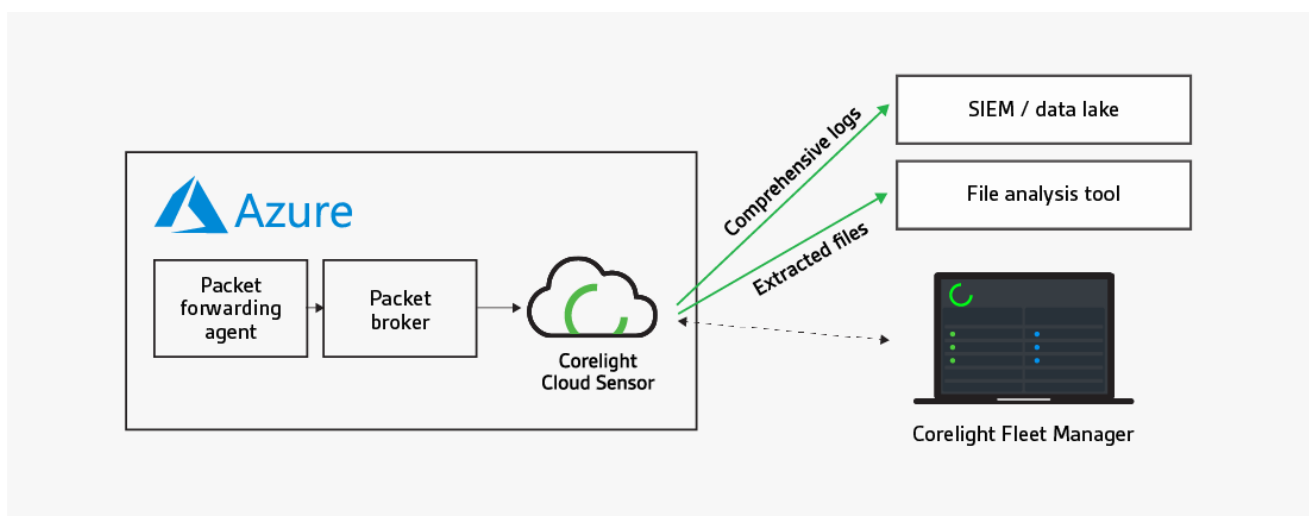 Azure
Packet
forwarding
agent
Packet
broker
Corelight
Cloud Sensor
Comprehensive logs
Extracted files
SIEM / data lake
File analysis tool
Corelight Fleet Manager